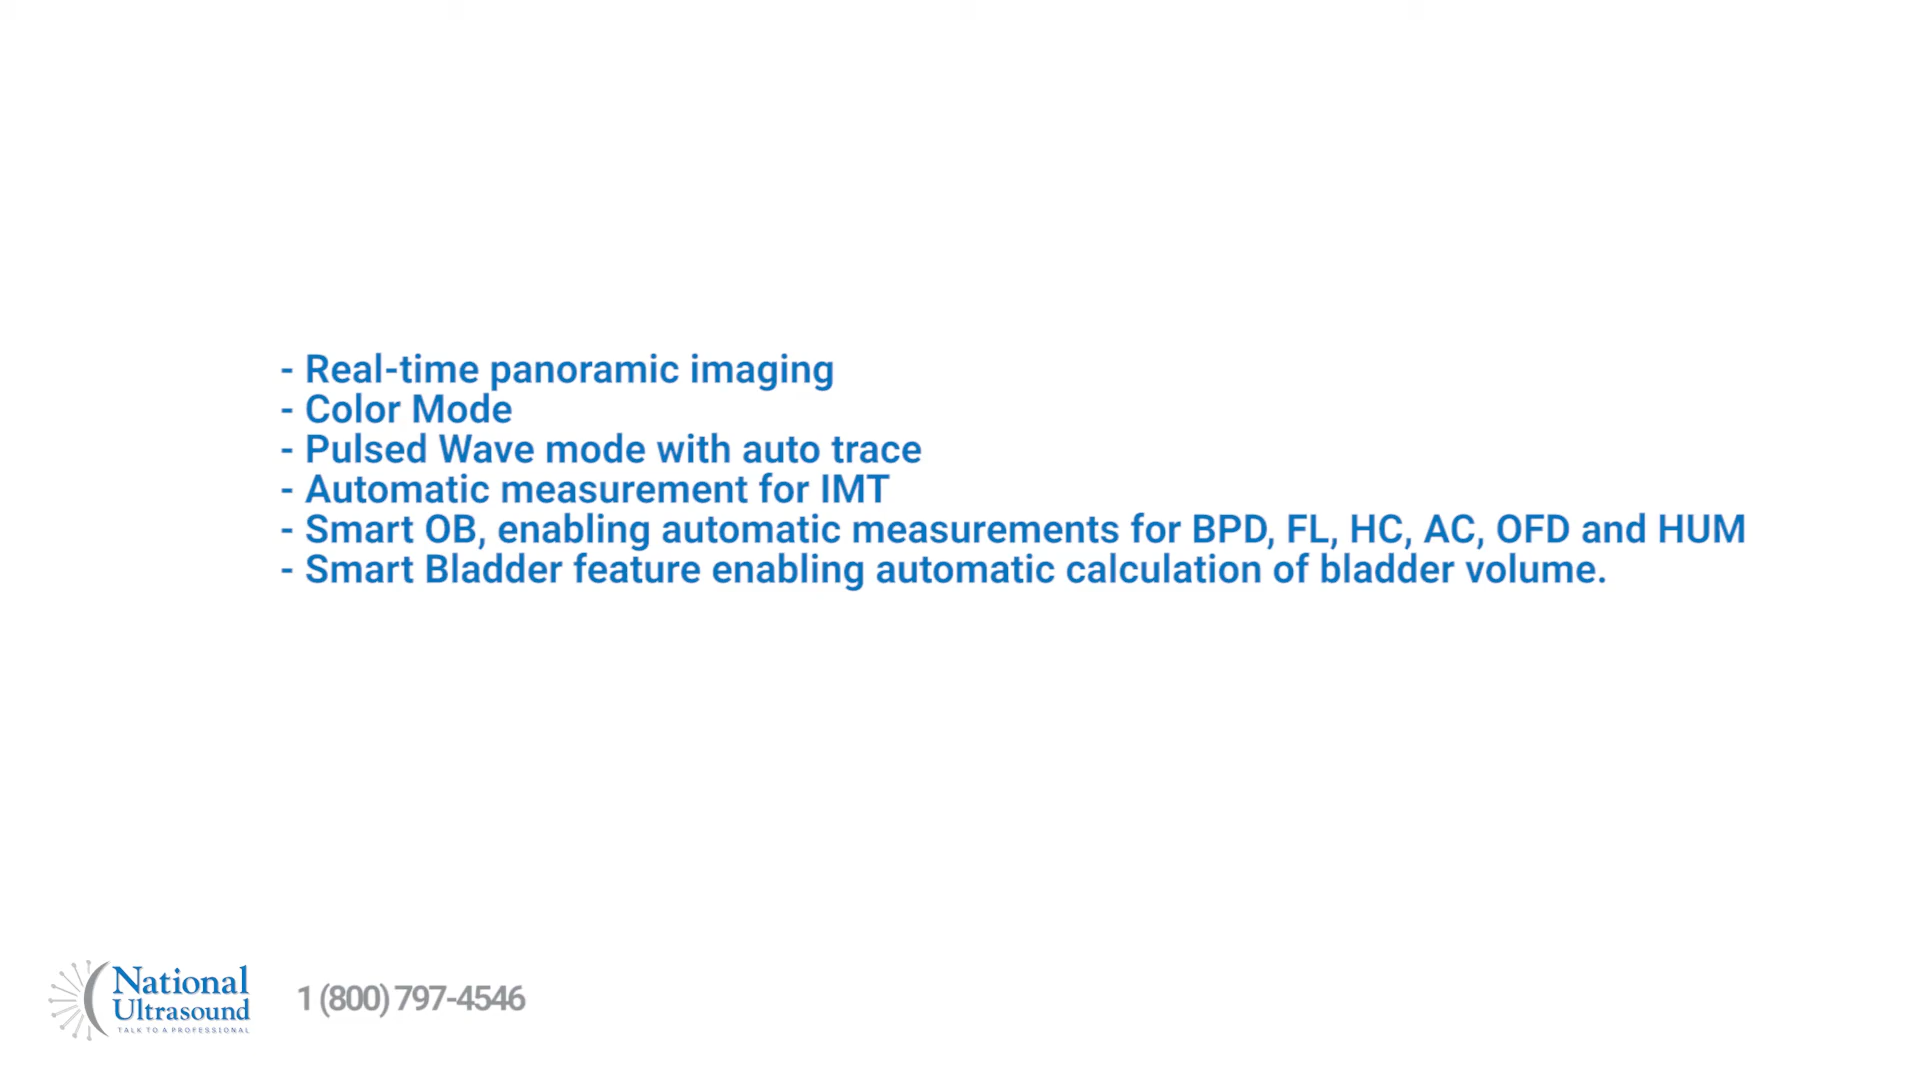 - Real-time panoramic imaging
- Color Mode
- Pulsed Wave mode with auto trace
- Automatic measurement for IMT
- Smart OB, enabling automatic measurements for BPD, FL, HC, AC, OFD and HUM
- Smart Bladder feature enabling automatic calculation of bladder volume.
National
Ultrasound
TALK TO A PROFESSIONAL
1 (800) 797-4546